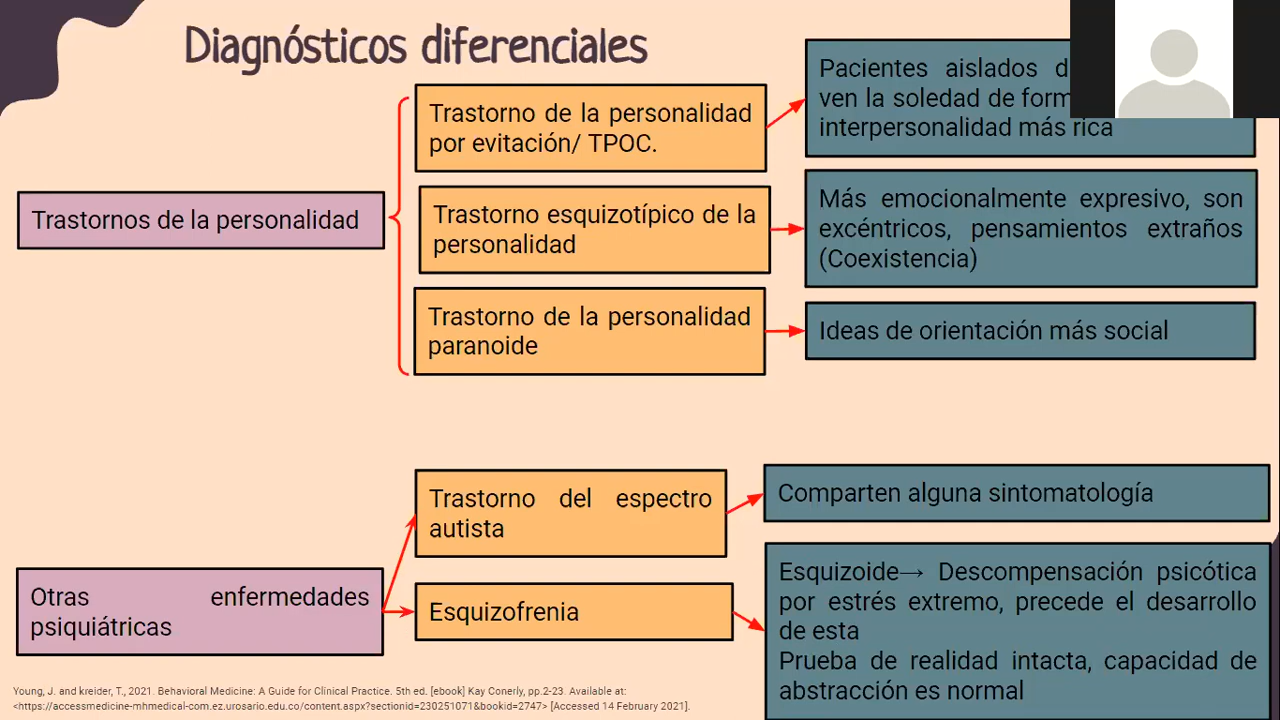 Diagnósticos diferenciales
Trastornos de la personalidad
Trastorno de la personalidad
por evitación/ TPOC.
Pacientes aislados
ven la soledad de
interpersonalidad más rica
Trastorno esquizotípico de la
personalidad
Más emocionalmente expresivo, son
excéntricos, pensamientos extraños
(Coexistencia)
Trastorno de la personalidad
paranoide
Ideas de orientación más social
Otras enfermedades
psiquiátricas
Trastorno del espectro
autista
Comparten alguna sintomatología
Esquizofrenia
Esquizoide→ Descompensación psicótica
por estrés extremo, precede el desarrollo
de esta
Prueba de realidad intacta, capacidad de
abstracción es normal
Young, J. and kreider, T., 2021. Behavioral Medicine: A Guide for Clinical Practice. 5th ed. [ebook] Kay Conerly, pp.2-23. Available at:
<https://accessmedicine-mhmedical-com.ez.urosario.edu.co/content.aspx?sectionid=230251071&bookid=2747> [Accessed 14 February 2021].